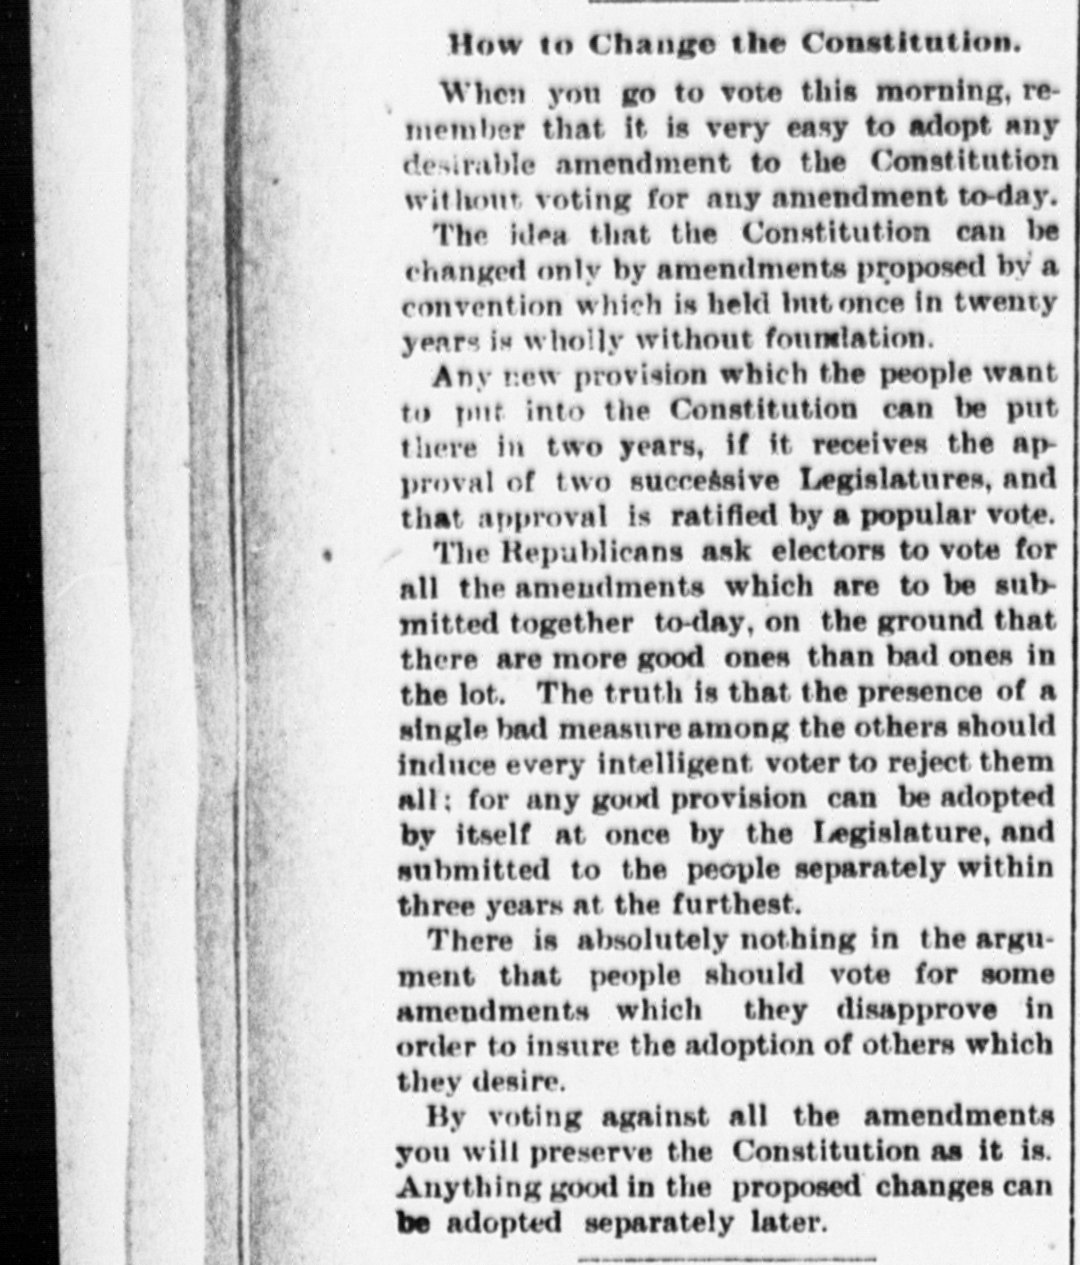 How to Change the Constitution.
When you go to vote this morning, re-
member that it is very easy to adopt any
desirable amendment to the Constitution
without voting for any amendment to-day.
The idea that the Constitution can be
changed only by amendments proposed by a
convention which is held but once in twenty
years is wholly without foundation.
Any new provision which the people want
to put into the Constitution can be put
there in two years, if it receives the ap-
proval of two successive Legislatures, and
that approval is ratified by a popular vote.
The Republicans ask electors to vote for
all the amendments which are to be sub-
mitted together to-day, on the ground that
there are more good ones than bad ones in
the lot. The truth is that the presence of a
single bad measure among the others should
induce every intelligent voter to reject them
all; for any good provision can be adopted
by itself at once by the Legislature, and
submitted to the people separately within
three years at the furthest.
There is absolutely nothing in the argu-
ment that people should vote for some
amendments which they disapprove in
order to insure the adoption of others which
they desire.
By voting against all the amendments
you will preserve the Constitution as it is.
Anything good in the proposed changes can
be adopted separately later.